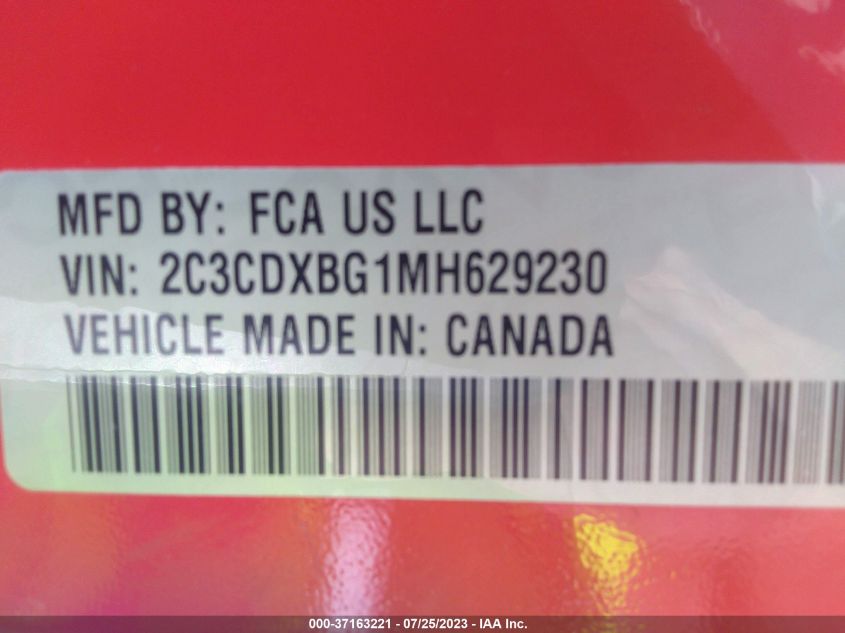 MFD BY: FCA US LLC
VIN: 2C3CDXBG1MH629230
VEHICLE MADE IN: CANADA
000-37163221 - 07/25/2023 - IAA Inc.